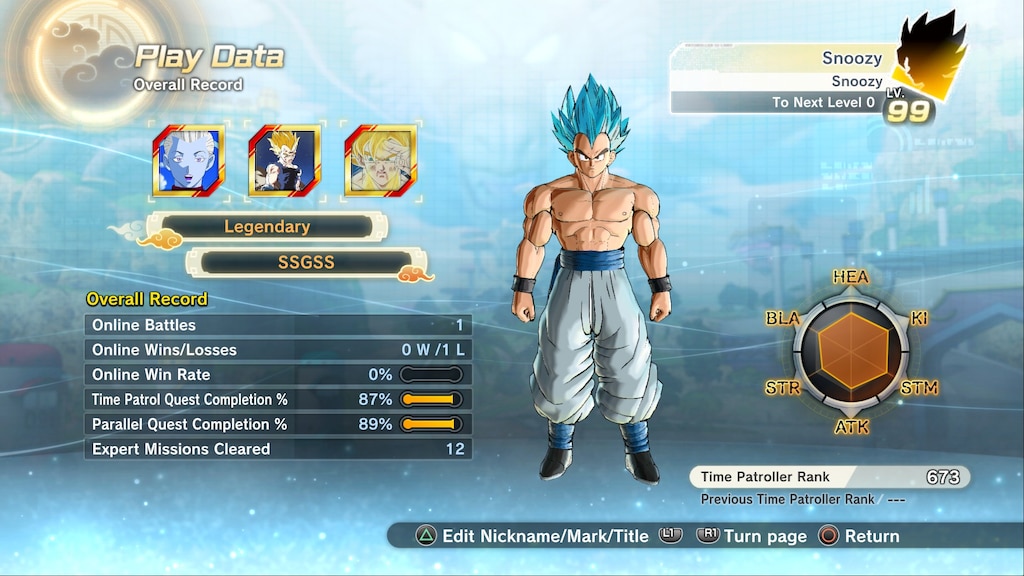 Play Data
Overall Record
Snoozy
Snoozy
To Next Level 0
LV. 99
Legendary
SSGSS
Overall Record
Online Battles 1
Online Wins/Losses 0 W /1 L
Online Win Rate 0%
Time Patrol Quest Completion % 87%
Parallel Quest Completion % 89%
Expert Missions Cleared 12
HEA
BLA KI
STR STM
ATK
Time Patroller Rank 673
Previous Time Patroller Rank / ---
Edit Nickname/Mark/Title L1 R1 Turn page Return